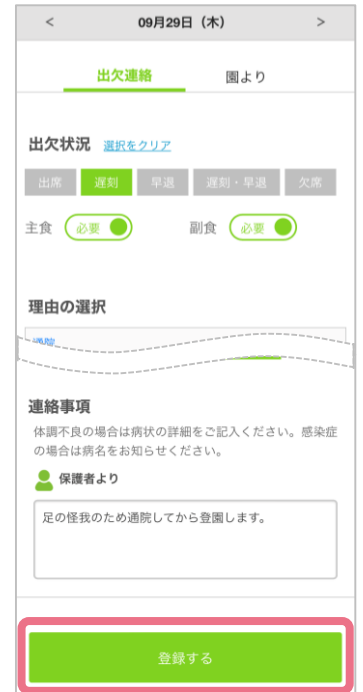 < 09月29日（木） >
出欠連絡 園より
出欠状況 選択をクリア
出席 遅刻 早退 遅刻・早退 欠席
主食 必要 副食 必要
理由の選択
連絡事項
体調不良の場合は病状の詳細をご記入ください。感染症
の場合は病名をお知らせください。
保護者より
足の怪我のため通院してから登園します。
登録する